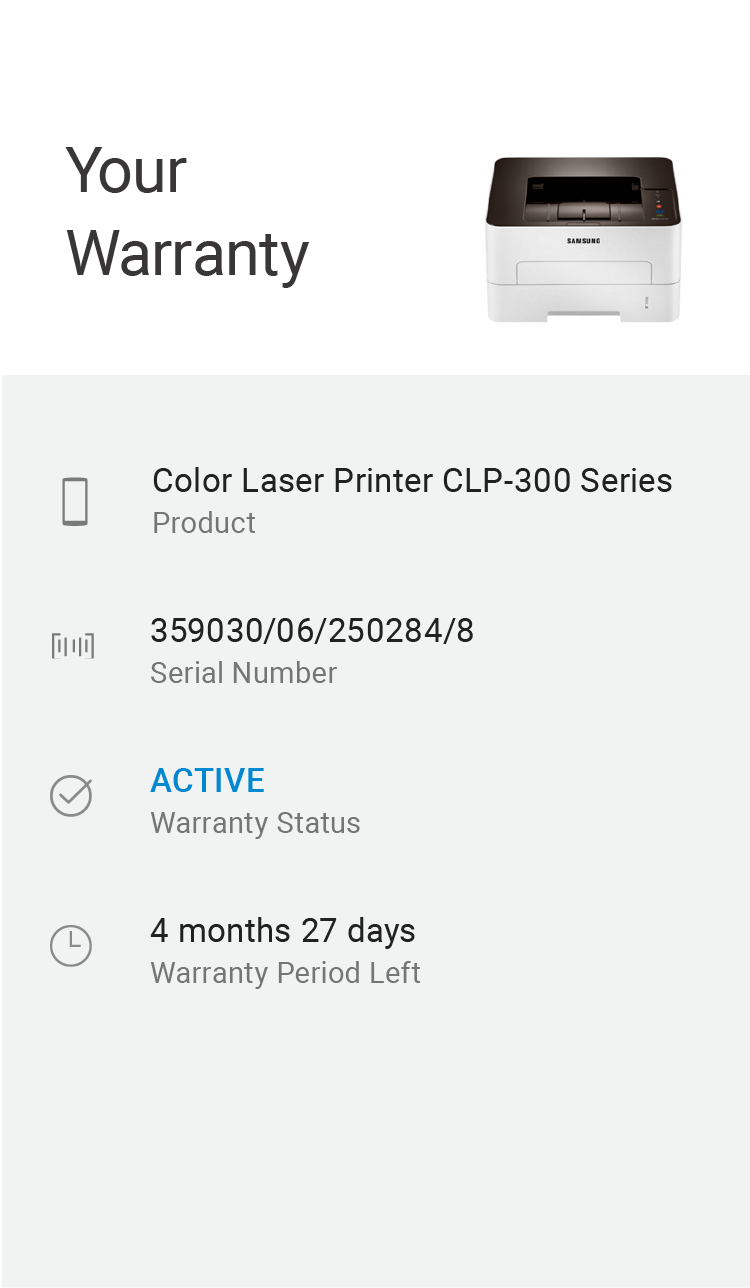 Your
Warranty
SAMSUNG
Color Laser Printer CLP-300 Series
Product
359030/06/250284/8
Serial Number
ACTIVE
Warranty Status
4 months 27 days
Warranty Period Left